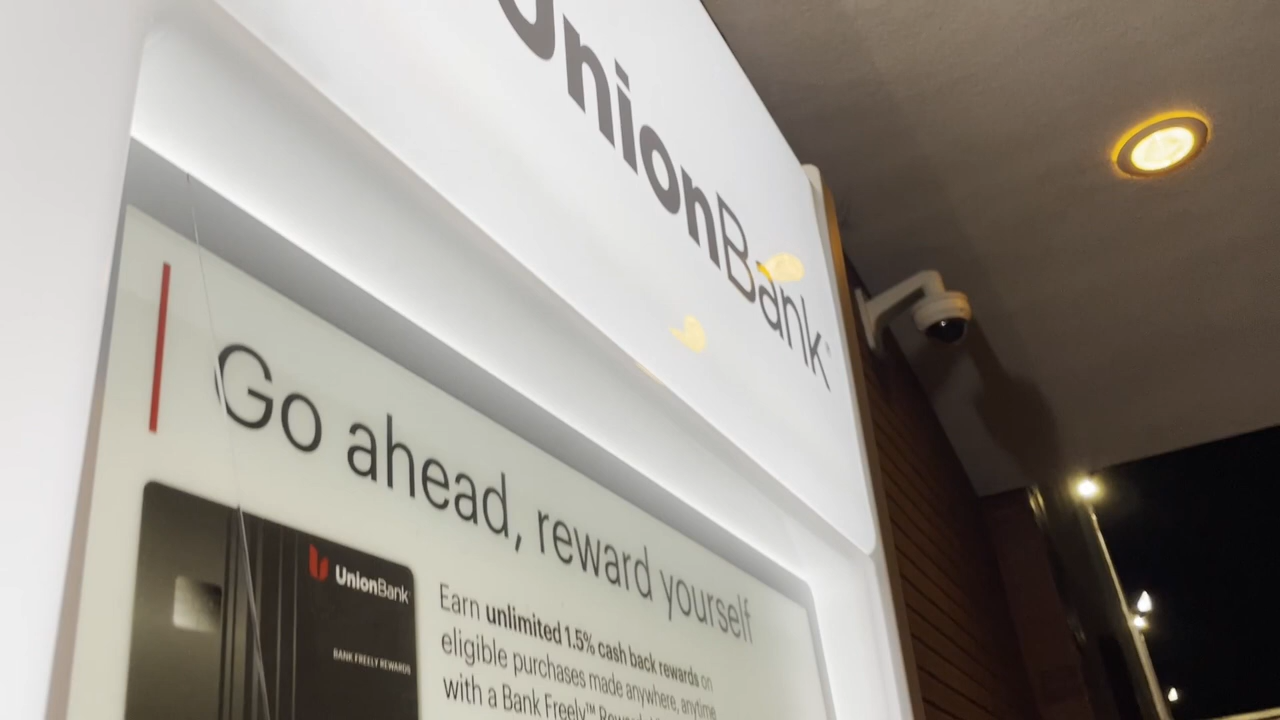 UnionBank®
Go ahead, reward yourself
UnionBank
BANK FREELY REWARDS
Earn unlimited 1.5% cash back rewards on
eligible purchases made anywhere, anytime
with a Bank Freely™